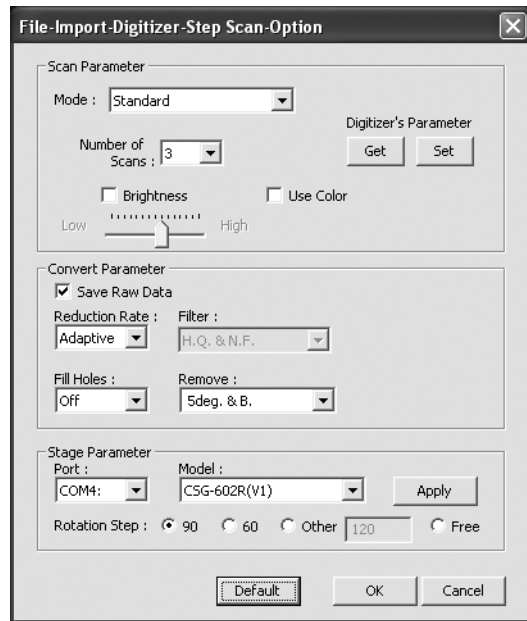 File-Import-Digitizer-Step Scan-Option
Scan Parameter
Mode : Standard
Digitizer's Parameter
Number of Scans : 3
Get Set
Brightness Use Color
Low High
Convert Parameter
Save Raw Data
Reduction Rate : Filter :
Adaptive H.Q. & N.F.
Fill Holes : Remove :
Off 5deg. & B.
Stage Parameter
Port : Model :
COM4: CSG-602R(V1) Apply
Rotation Step : 90 60 Other 120 Free
Default OK Cancel